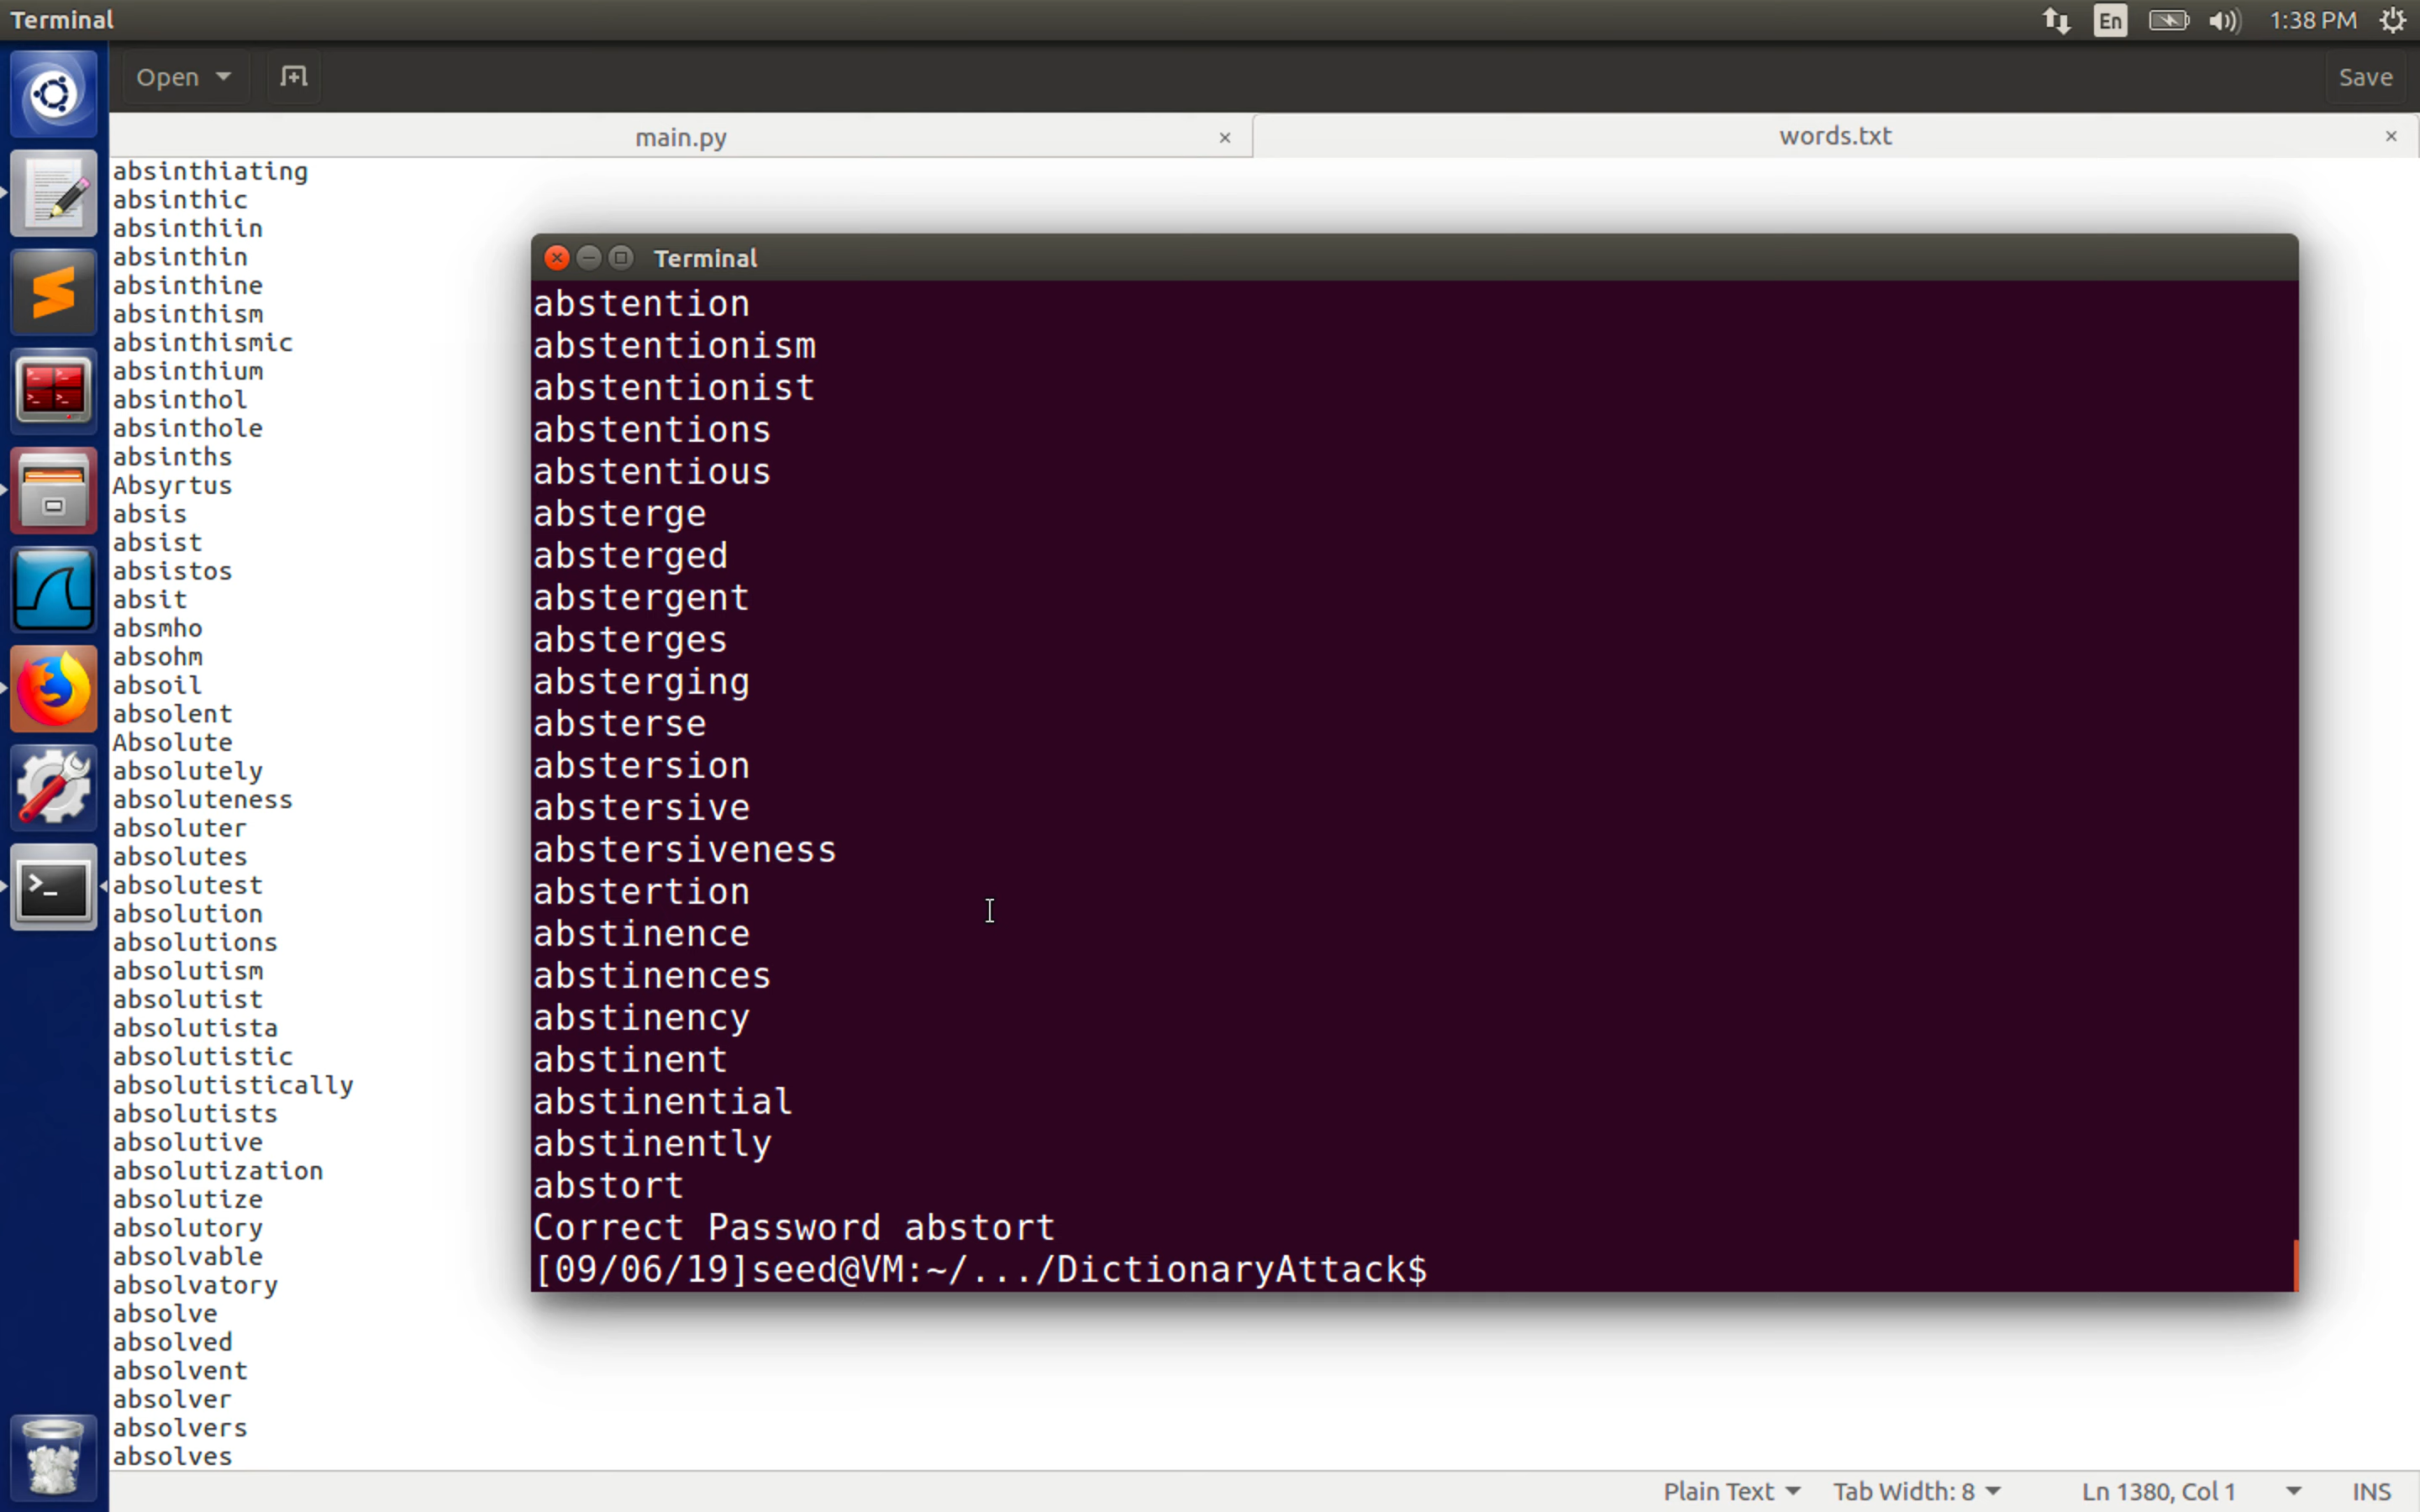 Terminal
En
1:38 PM
Open
Save
main.py
words.txt
absinthiating
absinthic
absinthiin
absinthin
absinthine
absinthism
absinthismic
absinthium
absinthol
absinthole
absinths
Absyrtus
absis
absist
absistos
absit
absmho
absohm
absoil
absolent
Absolute
absolutely
absoluteness
absoluter
absolutes
absolutest
absolution
absolutions
absolutism
absolutist
absolutista
absolutistic
absolutistically
absolutists
absolutive
absolutization
absolutize
absolutory
absolvable
absolvatory
absolve
absolved
absolvent
absolver
absolvers
absolves
Terminal
abstention
abstentionism
abstentionist
abstentions
abstentious
absterge
absterged
abstergent
absterges
absterging
absterse
abstersion
abstersive
abstersiveness
abstertion
abstinence
abstinences
abstinency
abstinent
abstinential
abstinently
abstort
Correct Password abstort
[09/06/19]seed@VM:~/.../DictionaryAttack$
Plain Text
Tab Width: 8
Ln 1380, Col 1
INS